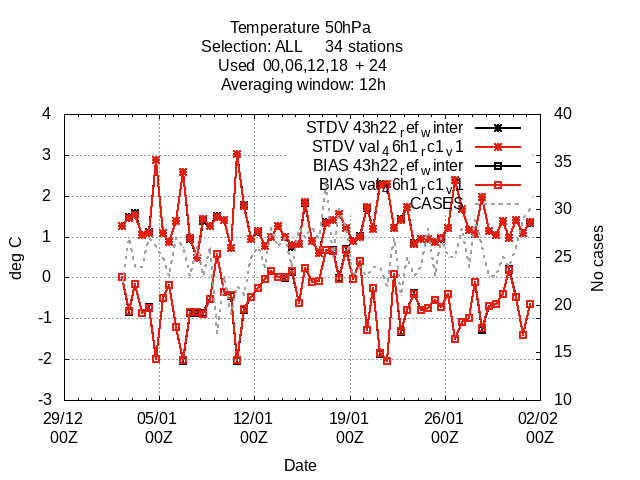 Temperature 50hPa
Selection: ALL     34 stations
Used  00,06,12,18  + 24
Averaging window: 12h
4 40
STDV 43h22_ref_winter
STDV val_46h1_rc1_v1
3 35
BIAS 43h22_ref_winter
BIAS val_46h1_rc1_v1
2 30
CASES
1 25
deg C
No cases
0
-1 20
-2 15
-3 10
29/12 05/01 12/01 19/01 26/01 02/02
00Z 00Z 00Z 00Z 00Z 00Z
Date